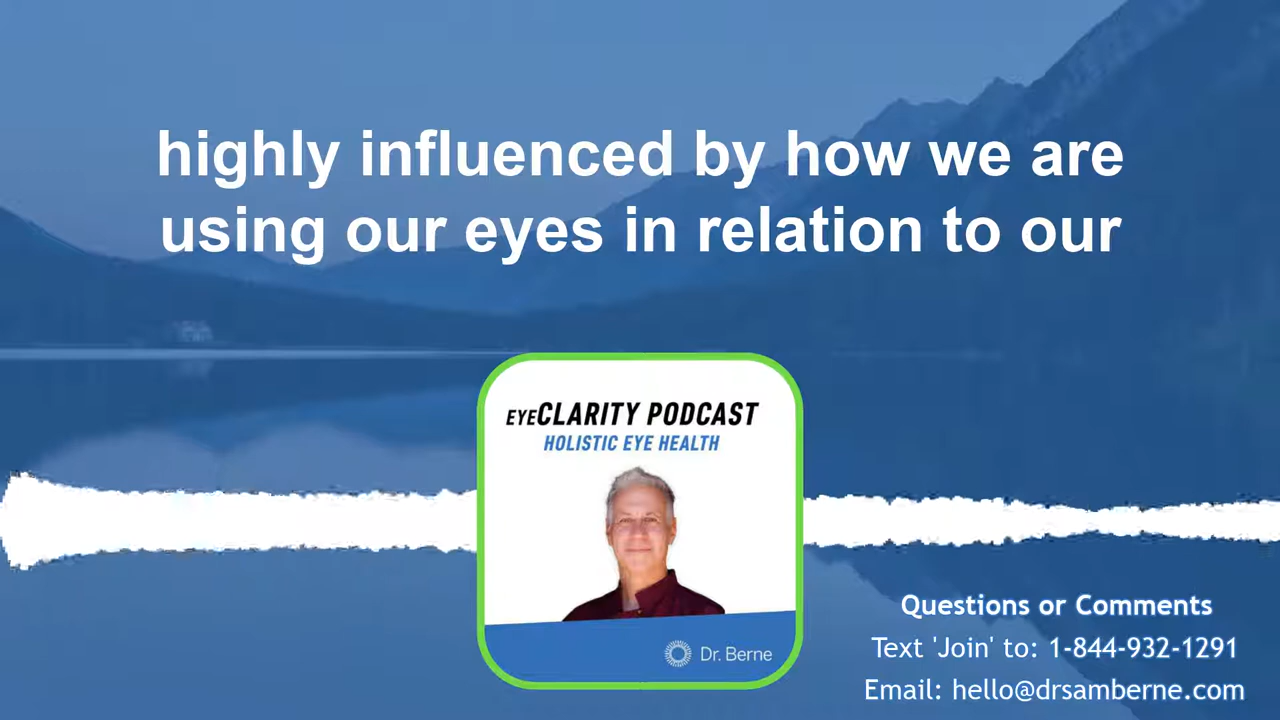 highly influenced by how we are
using our eyes in relation to our
EYECLARITY PODCAST
HOLISTIC EYE HEALTH
Dr. Berne
Questions or Comments
Text 'Join' to: 1-844-932-1291
Email: hello@drsamberne.com